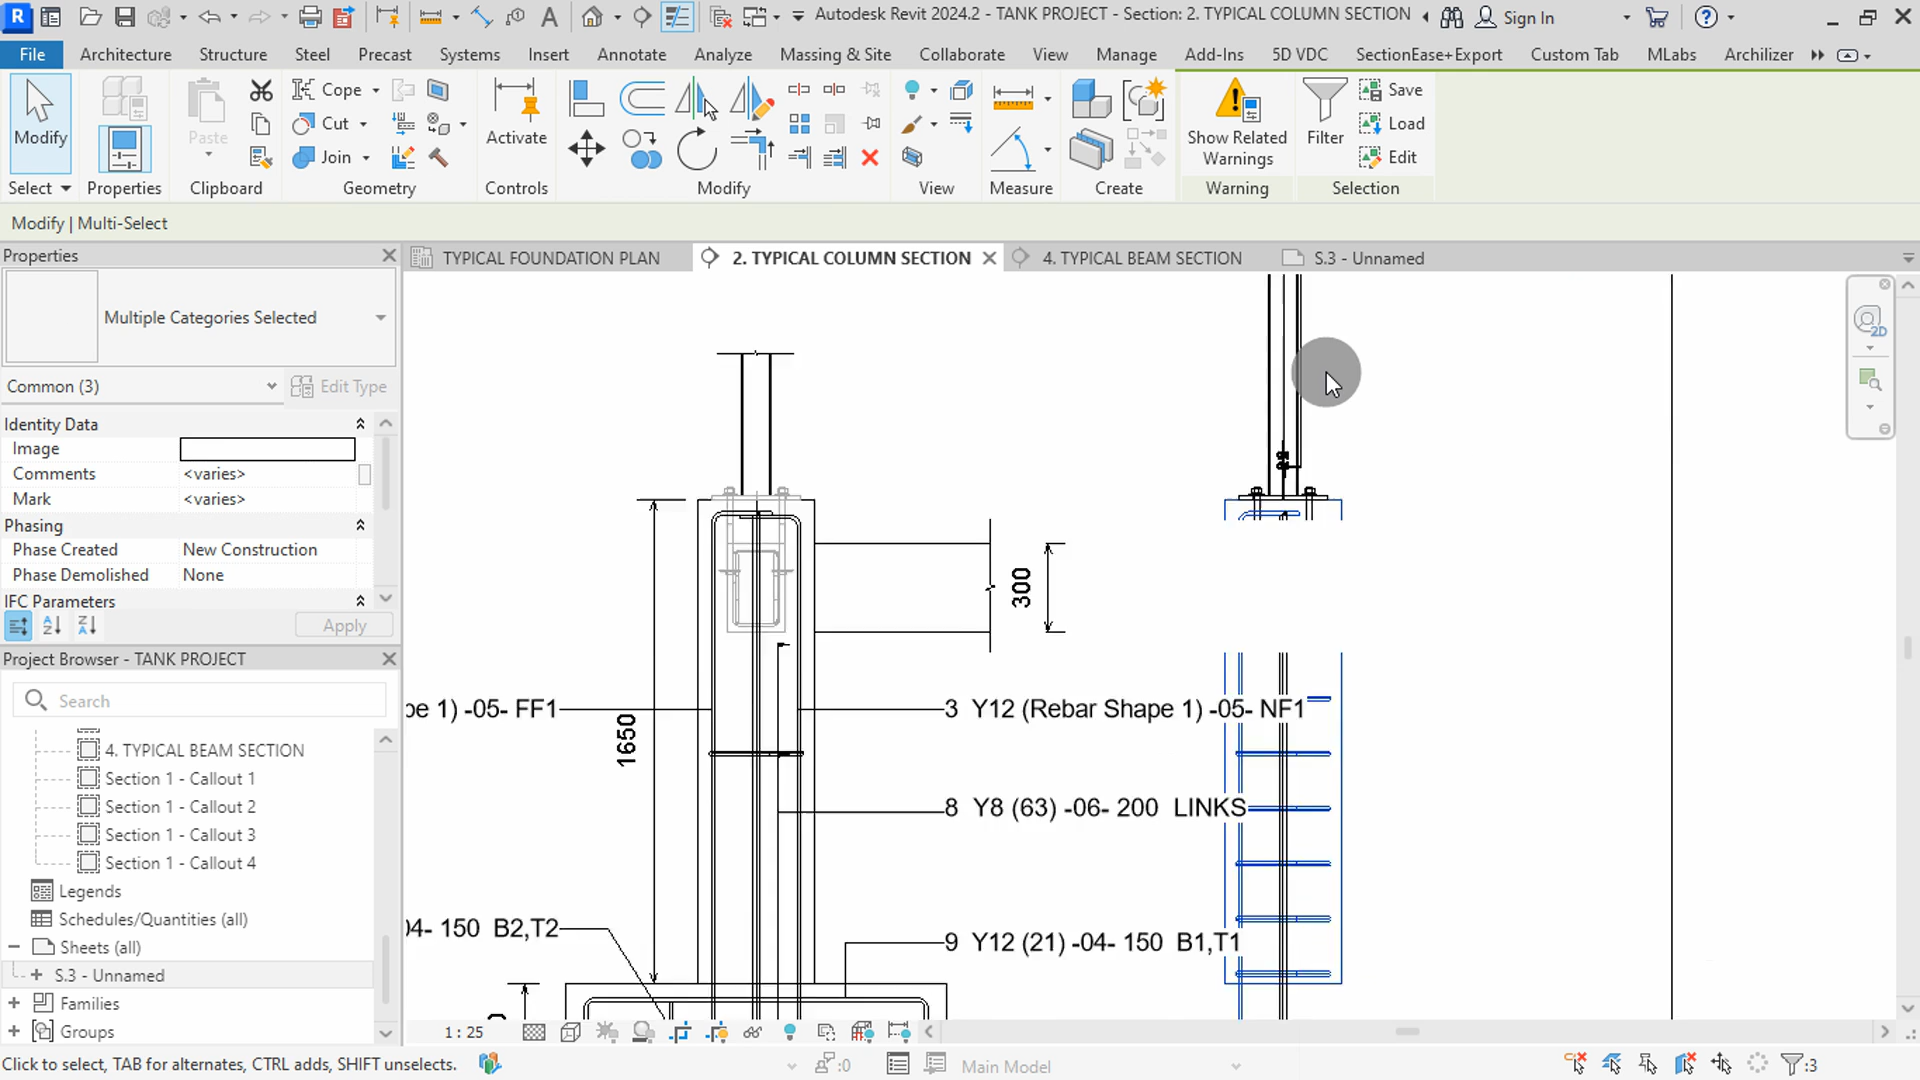 Autodesk Revit 2024.2 - TANK PROJECT - Section: 2. TYPICAL COLUMN SECTION
Sign In
File Architecture Structure Steel Precast Systems Insert Annotate Analyze Massing & Site Collaborate View Manage Add-Ins 5D VDC SectionEase+Export Custom Tab MLabs Archilizer
Modify
Paste
Cope
Cut
Join
Activate
Show Related Warnings
Filter
Save
Load
Edit
Select Properties Clipboard Geometry Controls Modify View Measure Create Warning Selection
Modify | Multi-Select
Properties
TYPICAL FOUNDATION PLAN
2. TYPICAL COLUMN SECTION
4. TYPICAL BEAM SECTION
S.3 - Unnamed
Multiple Categories Selected
Common (3)
Edit Type
Identity Data
Image
Comments <varies>
Mark <varies>
Phasing
Phase Created New Construction
Phase Demolished None
IFC Parameters
Apply
Project Browser - TANK PROJECT
Search
4. TYPICAL BEAM SECTION
Section 1 - Callout 1
Section 1 - Callout 2
Section 1 - Callout 3
Section 1 - Callout 4
Legends
Schedules/Quantities (all)
Sheets (all)
S.3 - Unnamed
Families
Groups
300
1650
pe 1) -05- FF1
3 Y12 (Rebar Shape 1) -05- NF1
8 Y8 (63) -06- 200 LINKS
04- 150 B2,T2
9 Y12 (21) -04- 150 B1,T1
1 : 25
Click to select, TAB for alternates, CTRL adds, SHIFT unselects.
:0
Main Model
:3